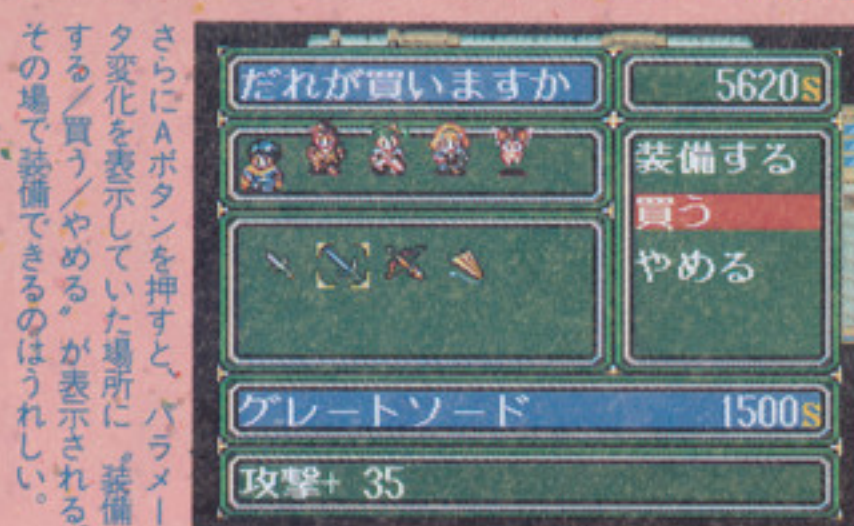 さらにAボタンを押すと、パラメー
タ変化を表示していた場所に〝装備
する／買う／やめる〟が表示される。
その場で装備できるのはうれしい。
だれが買いますか
5620S
装備する
買う
やめる
グレートソード 1500S
攻撃+ 35